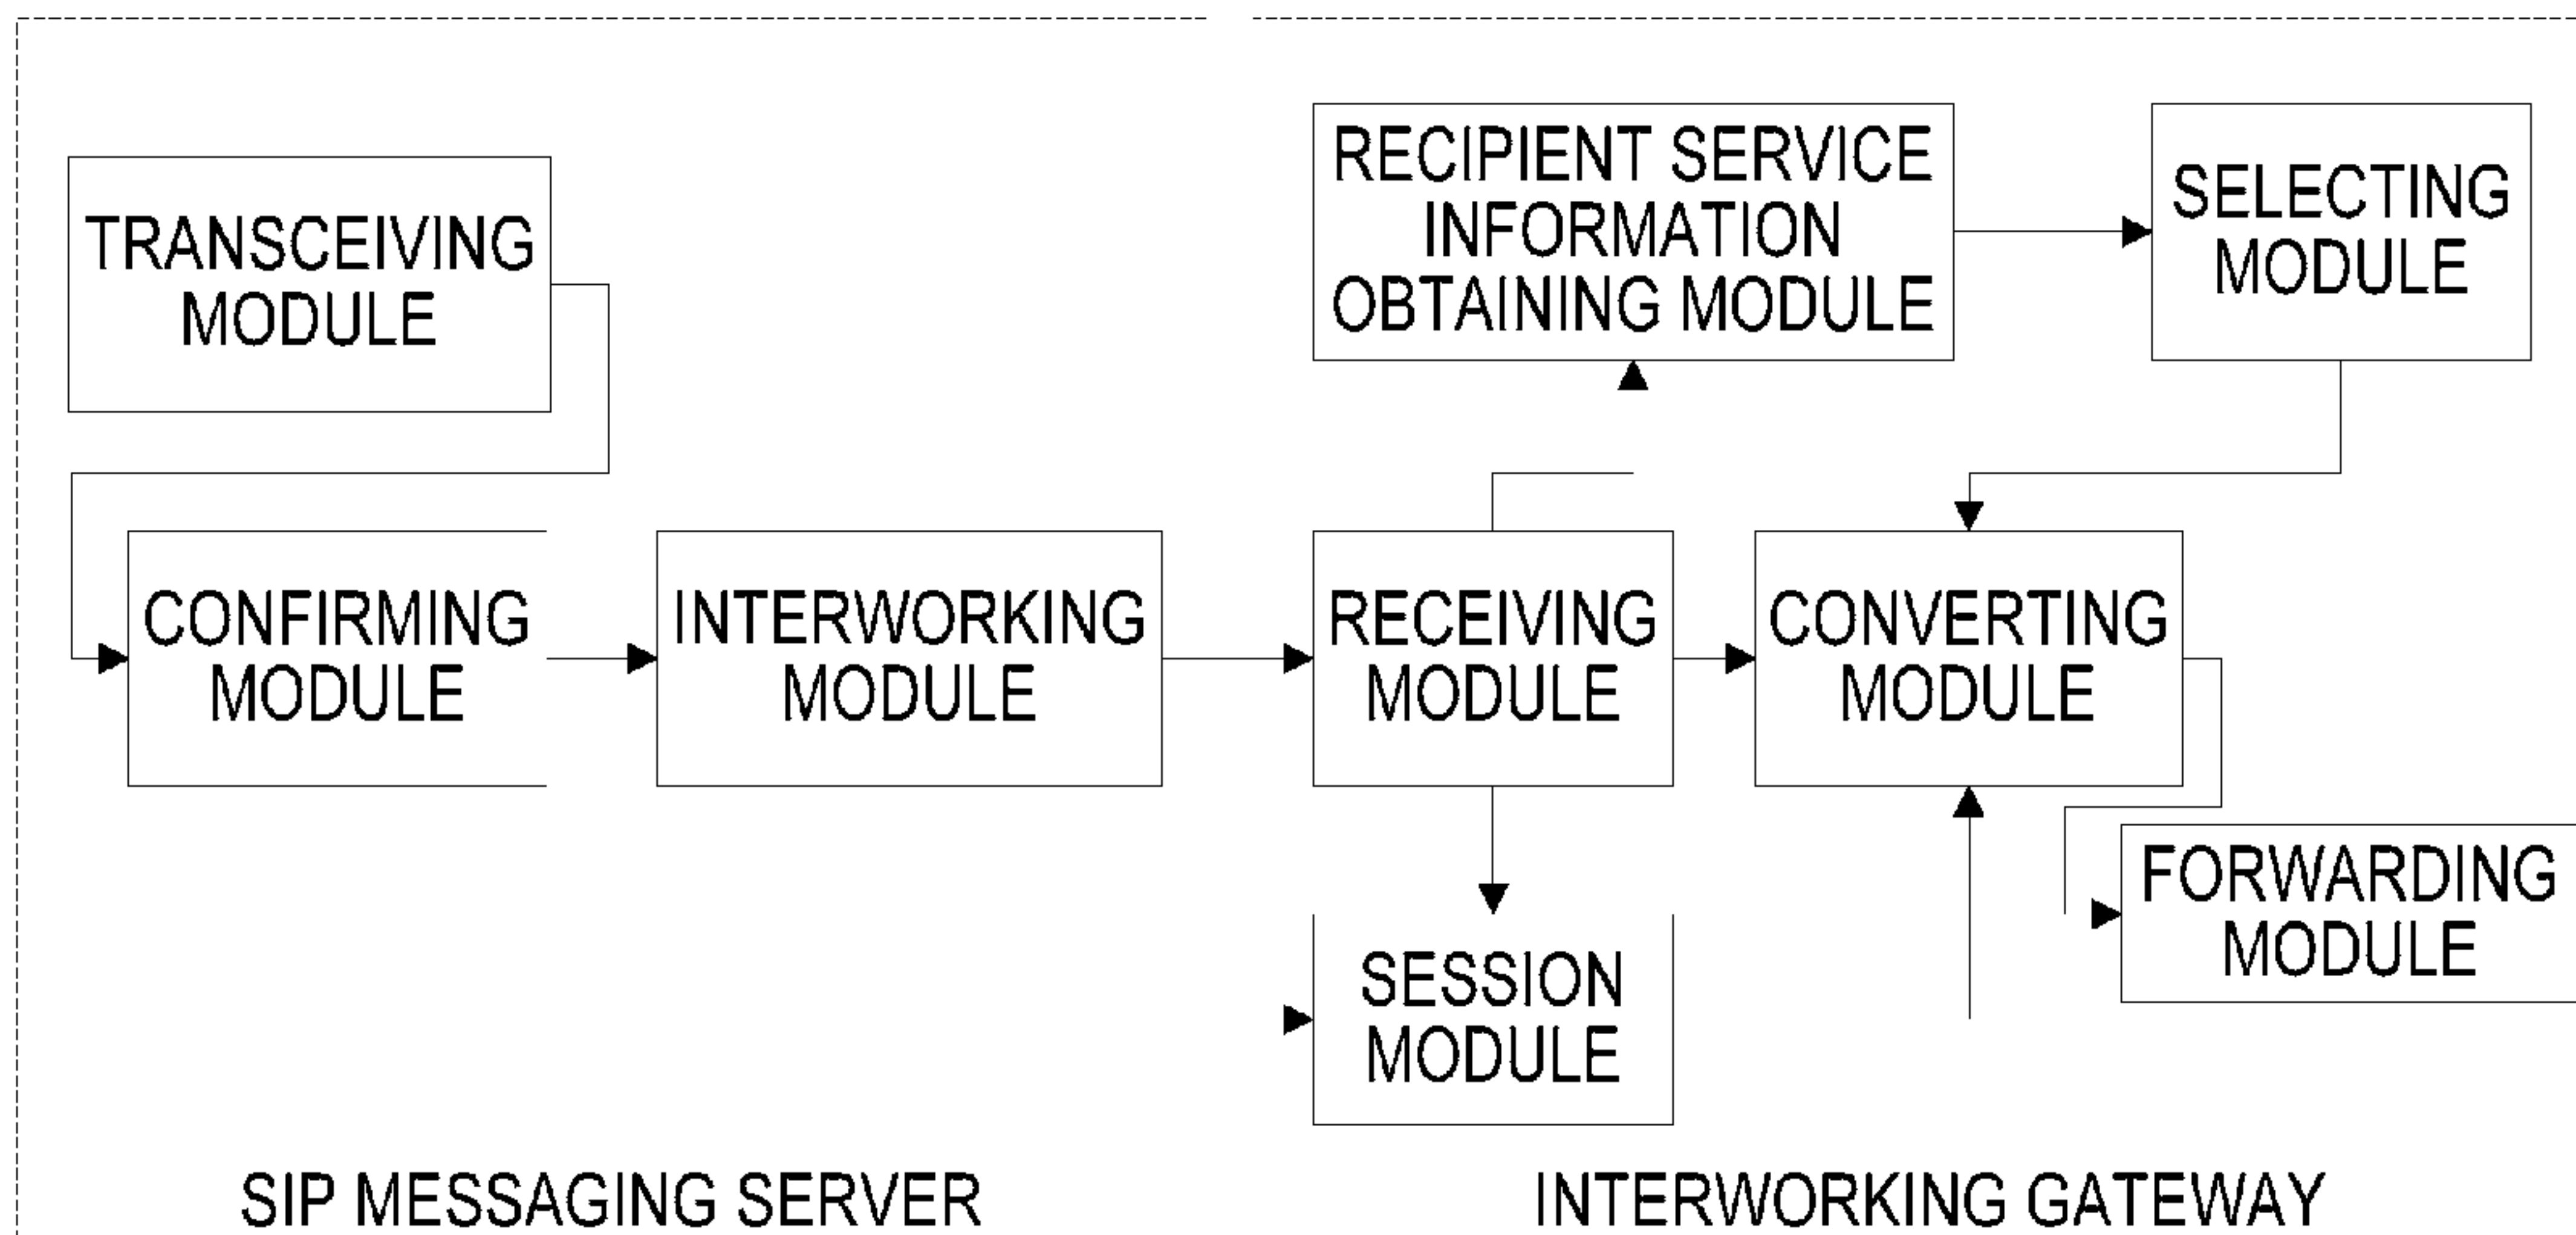 TRANSCEIVING
MODULE
CONFIRMING
MODULE
INTERWORKING
MODULE
SIP MESSAGING SERVER
RECIPIENT SERVICE
INFORMATION
OBTAINING MODULE
SELECTING
MODULE
RECEIVING
MODULE
CONVERTING
MODULE
SESSION
MODULE
FORWARDING
MODULE
INTERWORKING GATEWAY